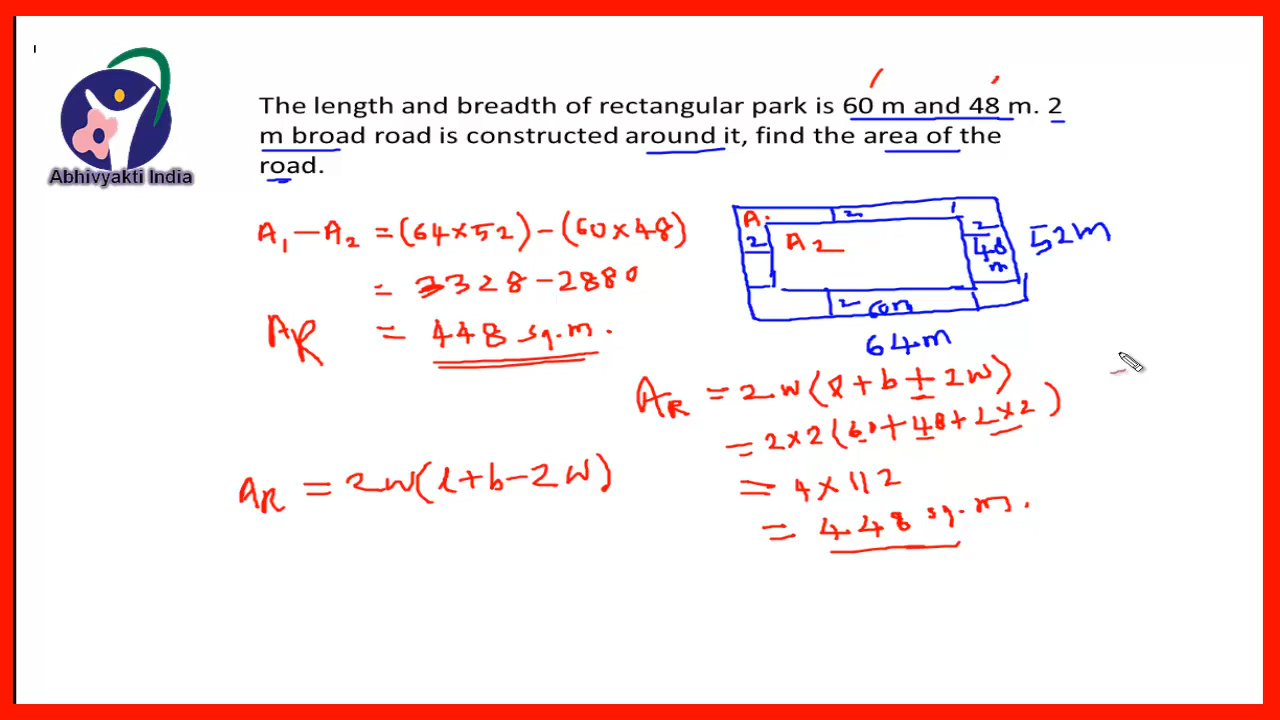 Abhivyakti India
The length and breadth of rectangular park is 60 m and 48 m. 2
m broad road is constructed around it, find the area of the
road.
A₁ – A₂ = (64×52) – (60×48)
= 3328 – 2880
A_R = 448 sq.m.
A₁
2
2
A2
48
m
52m
2
2
60m
64m
A_R = 2w(l + b + 2w)
= 2×2(60+48+2×2)
= 4×112
= 448 sq.m.
A_R = 2w(l+b–2w)